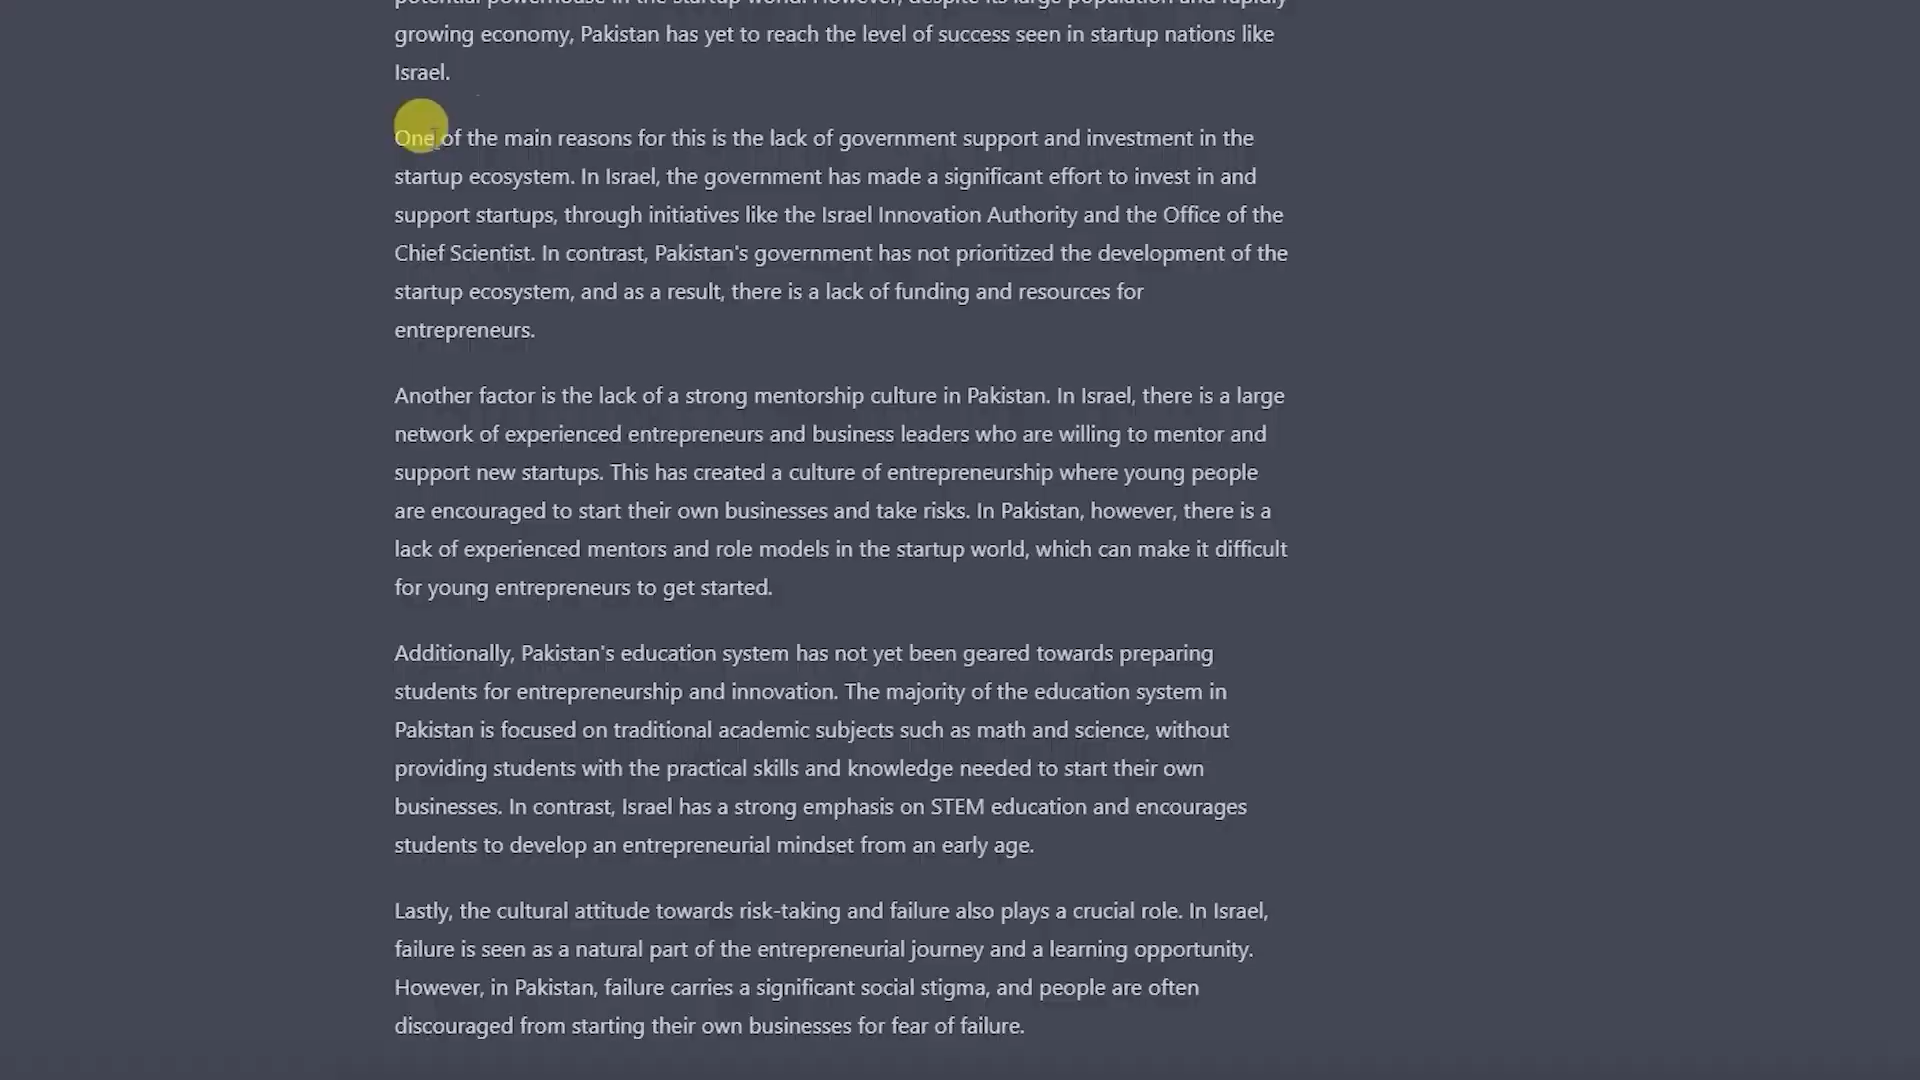 potential powerhouse in the startup world. However, despite its large population and rapidly
growing economy, Pakistan has yet to reach the level of success seen in startup nations like
Israel.
One of the main reasons for this is the lack of government support and investment in the
startup ecosystem. In Israel, the government has made a significant effort to invest in and
support startups, through initiatives like the Israel Innovation Authority and the Office of the
Chief Scientist. In contrast, Pakistan's government has not prioritized the development of the
startup ecosystem, and as a result, there is a lack of funding and resources for
entrepreneurs.
Another factor is the lack of a strong mentorship culture in Pakistan. In Israel, there is a large
network of experienced entrepreneurs and business leaders who are willing to mentor and
support new startups. This has created a culture of entrepreneurship where young people
are encouraged to start their own businesses and take risks. In Pakistan, however, there is a
lack of experienced mentors and role models in the startup world, which can make it difficult
for young entrepreneurs to get started.
Additionally, Pakistan's education system has not yet been geared towards preparing
students for entrepreneurship and innovation. The majority of the education system in
Pakistan is focused on traditional academic subjects such as math and science, without
providing students with the practical skills and knowledge needed to start their own
businesses. In contrast, Israel has a strong emphasis on STEM education and encourages
students to develop an entrepreneurial mindset from an early age.
Lastly, the cultural attitude towards risk-taking and failure also plays a crucial role. In Israel,
failure is seen as a natural part of the entrepreneurial journey and a learning opportunity.
However, in Pakistan, failure carries a significant social stigma, and people are often
discouraged from starting their own businesses for fear of failure.